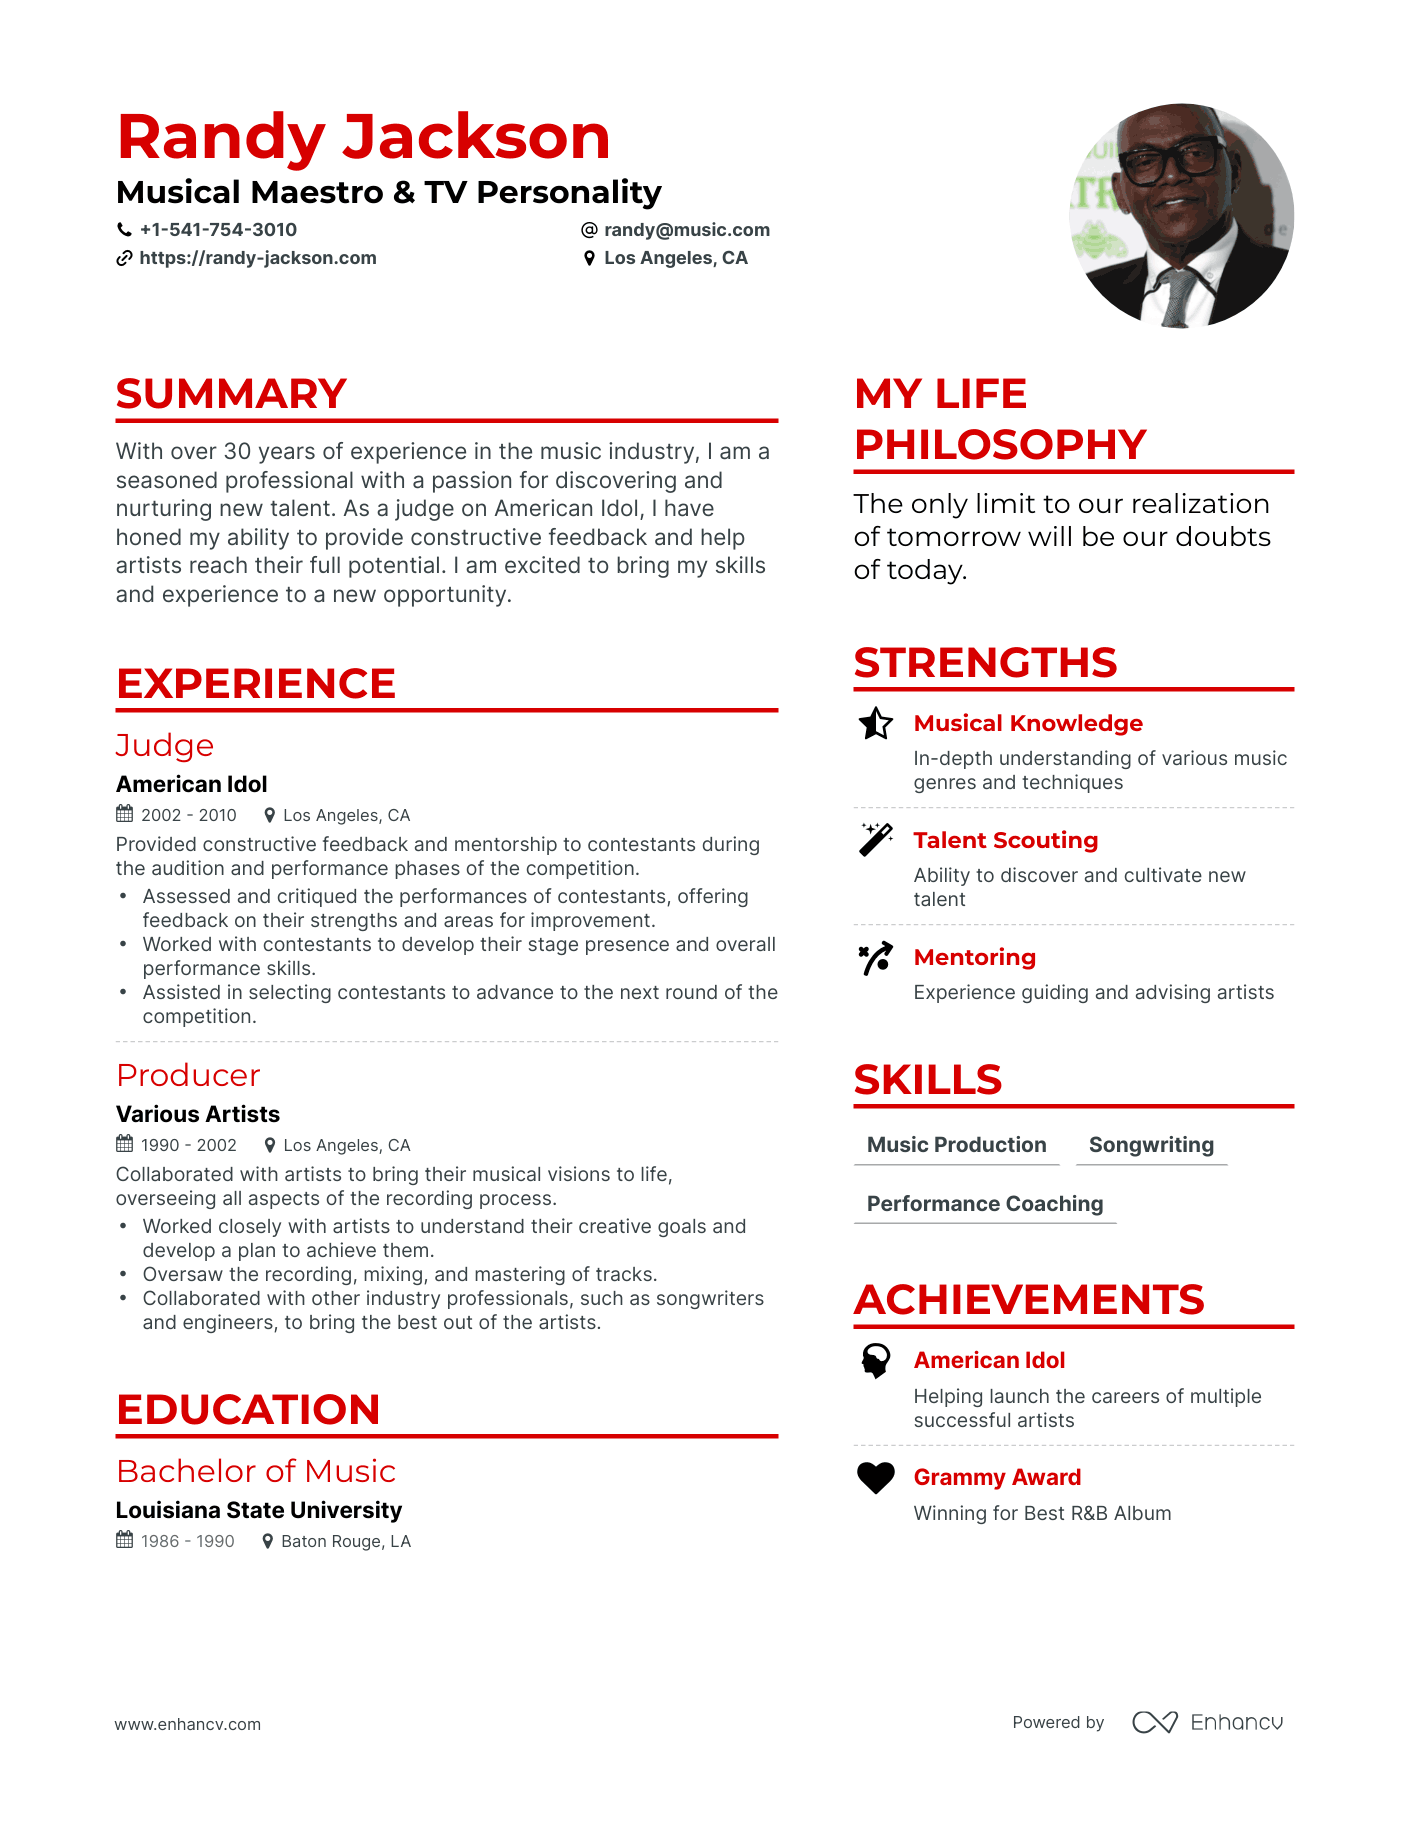 Randy Jackson
Musical Maestro & TV Personality
+1-541-754-3010
randy@music.com
https://randy-jackson.com
Los Angeles, CA
SUMMARY
With over 30 years of experience in the music industry, I am a
seasoned professional with a passion for discovering and
nurturing new talent. As a judge on American Idol, I have
honed my ability to provide constructive feedback and help
artists reach their full potential. I am excited to bring my skills
and experience to a new opportunity.
EXPERIENCE
Judge
American Idol
2002 - 2010 Los Angeles, CA
Provided constructive feedback and mentorship to contestants during
the audition and performance phases of the competition.
• Assessed and critiqued the performances of contestants, offering
feedback on their strengths and areas for improvement.
• Worked with contestants to develop their stage presence and overall
performance skills.
• Assisted in selecting contestants to advance to the next round of the
competition.
Producer
Various Artists
1990 - 2002 Los Angeles, CA
Collaborated with artists to bring their musical visions to life,
overseeing all aspects of the recording process.
• Worked closely with artists to understand their creative goals and
develop a plan to achieve them.
• Oversaw the recording, mixing, and mastering of tracks.
• Collaborated with other industry professionals, such as songwriters
and engineers, to bring the best out of the artists.
EDUCATION
Bachelor of Music
Louisiana State University
1986 - 1990 Baton Rouge, LA
MY LIFE
PHILOSOPHY
The only limit to our realization
of tomorrow will be our doubts
of today.
STRENGTHS
Musical Knowledge
In-depth understanding of various music
genres and techniques
Talent Scouting
Ability to discover and cultivate new
talent
Mentoring
Experience guiding and advising artists
SKILLS
Music Production Songwriting
Performance Coaching
ACHIEVEMENTS
American Idol
Helping launch the careers of multiple
successful artists
Grammy Award
Winning for Best R&B Album
www.enhancv.com
Powered by Enhancv